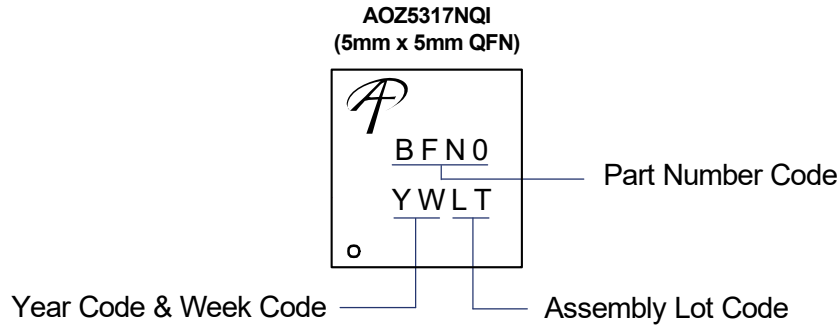 AOZ5317NQI
(5mm x 5mm QFN)
BFN0
Part Number Code
YWLT
Year Code & Week Code
Assembly Lot Code